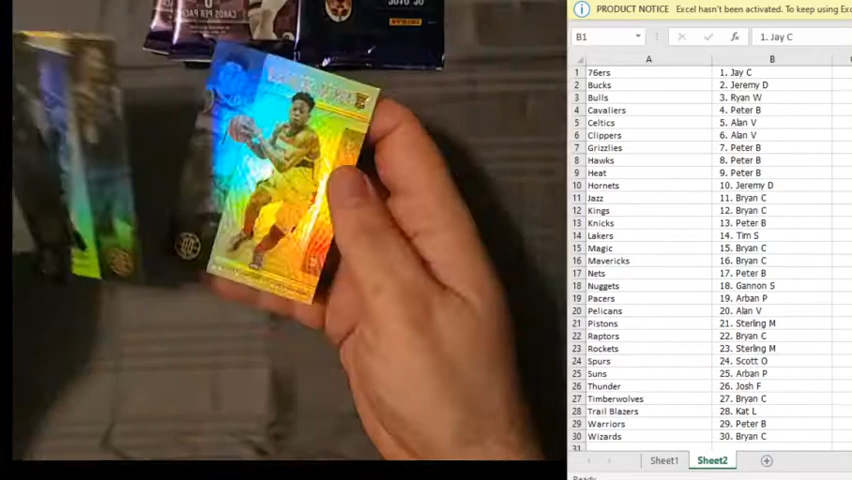 PRODUCT NOTICE Excel hasn't been activated. To keep using Exc
B1 fx 1. Jay C
A B
1 76ers 1. Jay C
2 Bucks 2. Jeremy D
3 Bulls 3. Ryan W
4 Cavaliers 4. Peter B
5 Celtics 5. Alan V
6 Clippers 6. Alan V
7 Grizzlies 7. Peter B
8 Hawks 8. Peter B
9 Heat 9. Peter B
10 Hornets 10. Jeremy D
11 Jazz 11. Bryan C
12 Kings 12. Bryan C
13 Knicks 13. Peter B
14 Lakers 14. Tim S
15 Magic 15. Bryan C
16 Mavericks 16. Bryan C
17 Nets 17. Peter B
18 Nuggets 18. Gannon S
19 Pacers 19. Arban P
20 Pelicans 20. Alan V
21 Pistons 21. Sterling M
22 Raptors 22. Bryan C
23 Rockets 23. Sterling M
24 Spurs 24. Scott O
25 Suns 25. Arban P
26 Thunder 26. Josh F
27 Timberwolves 27. Bryan C
28 Trail Blazers 28. Kat L
29 Warriors 29. Peter B
30 Wizards 30. Bryan C
31
Sheet1 Sheet2
Ready